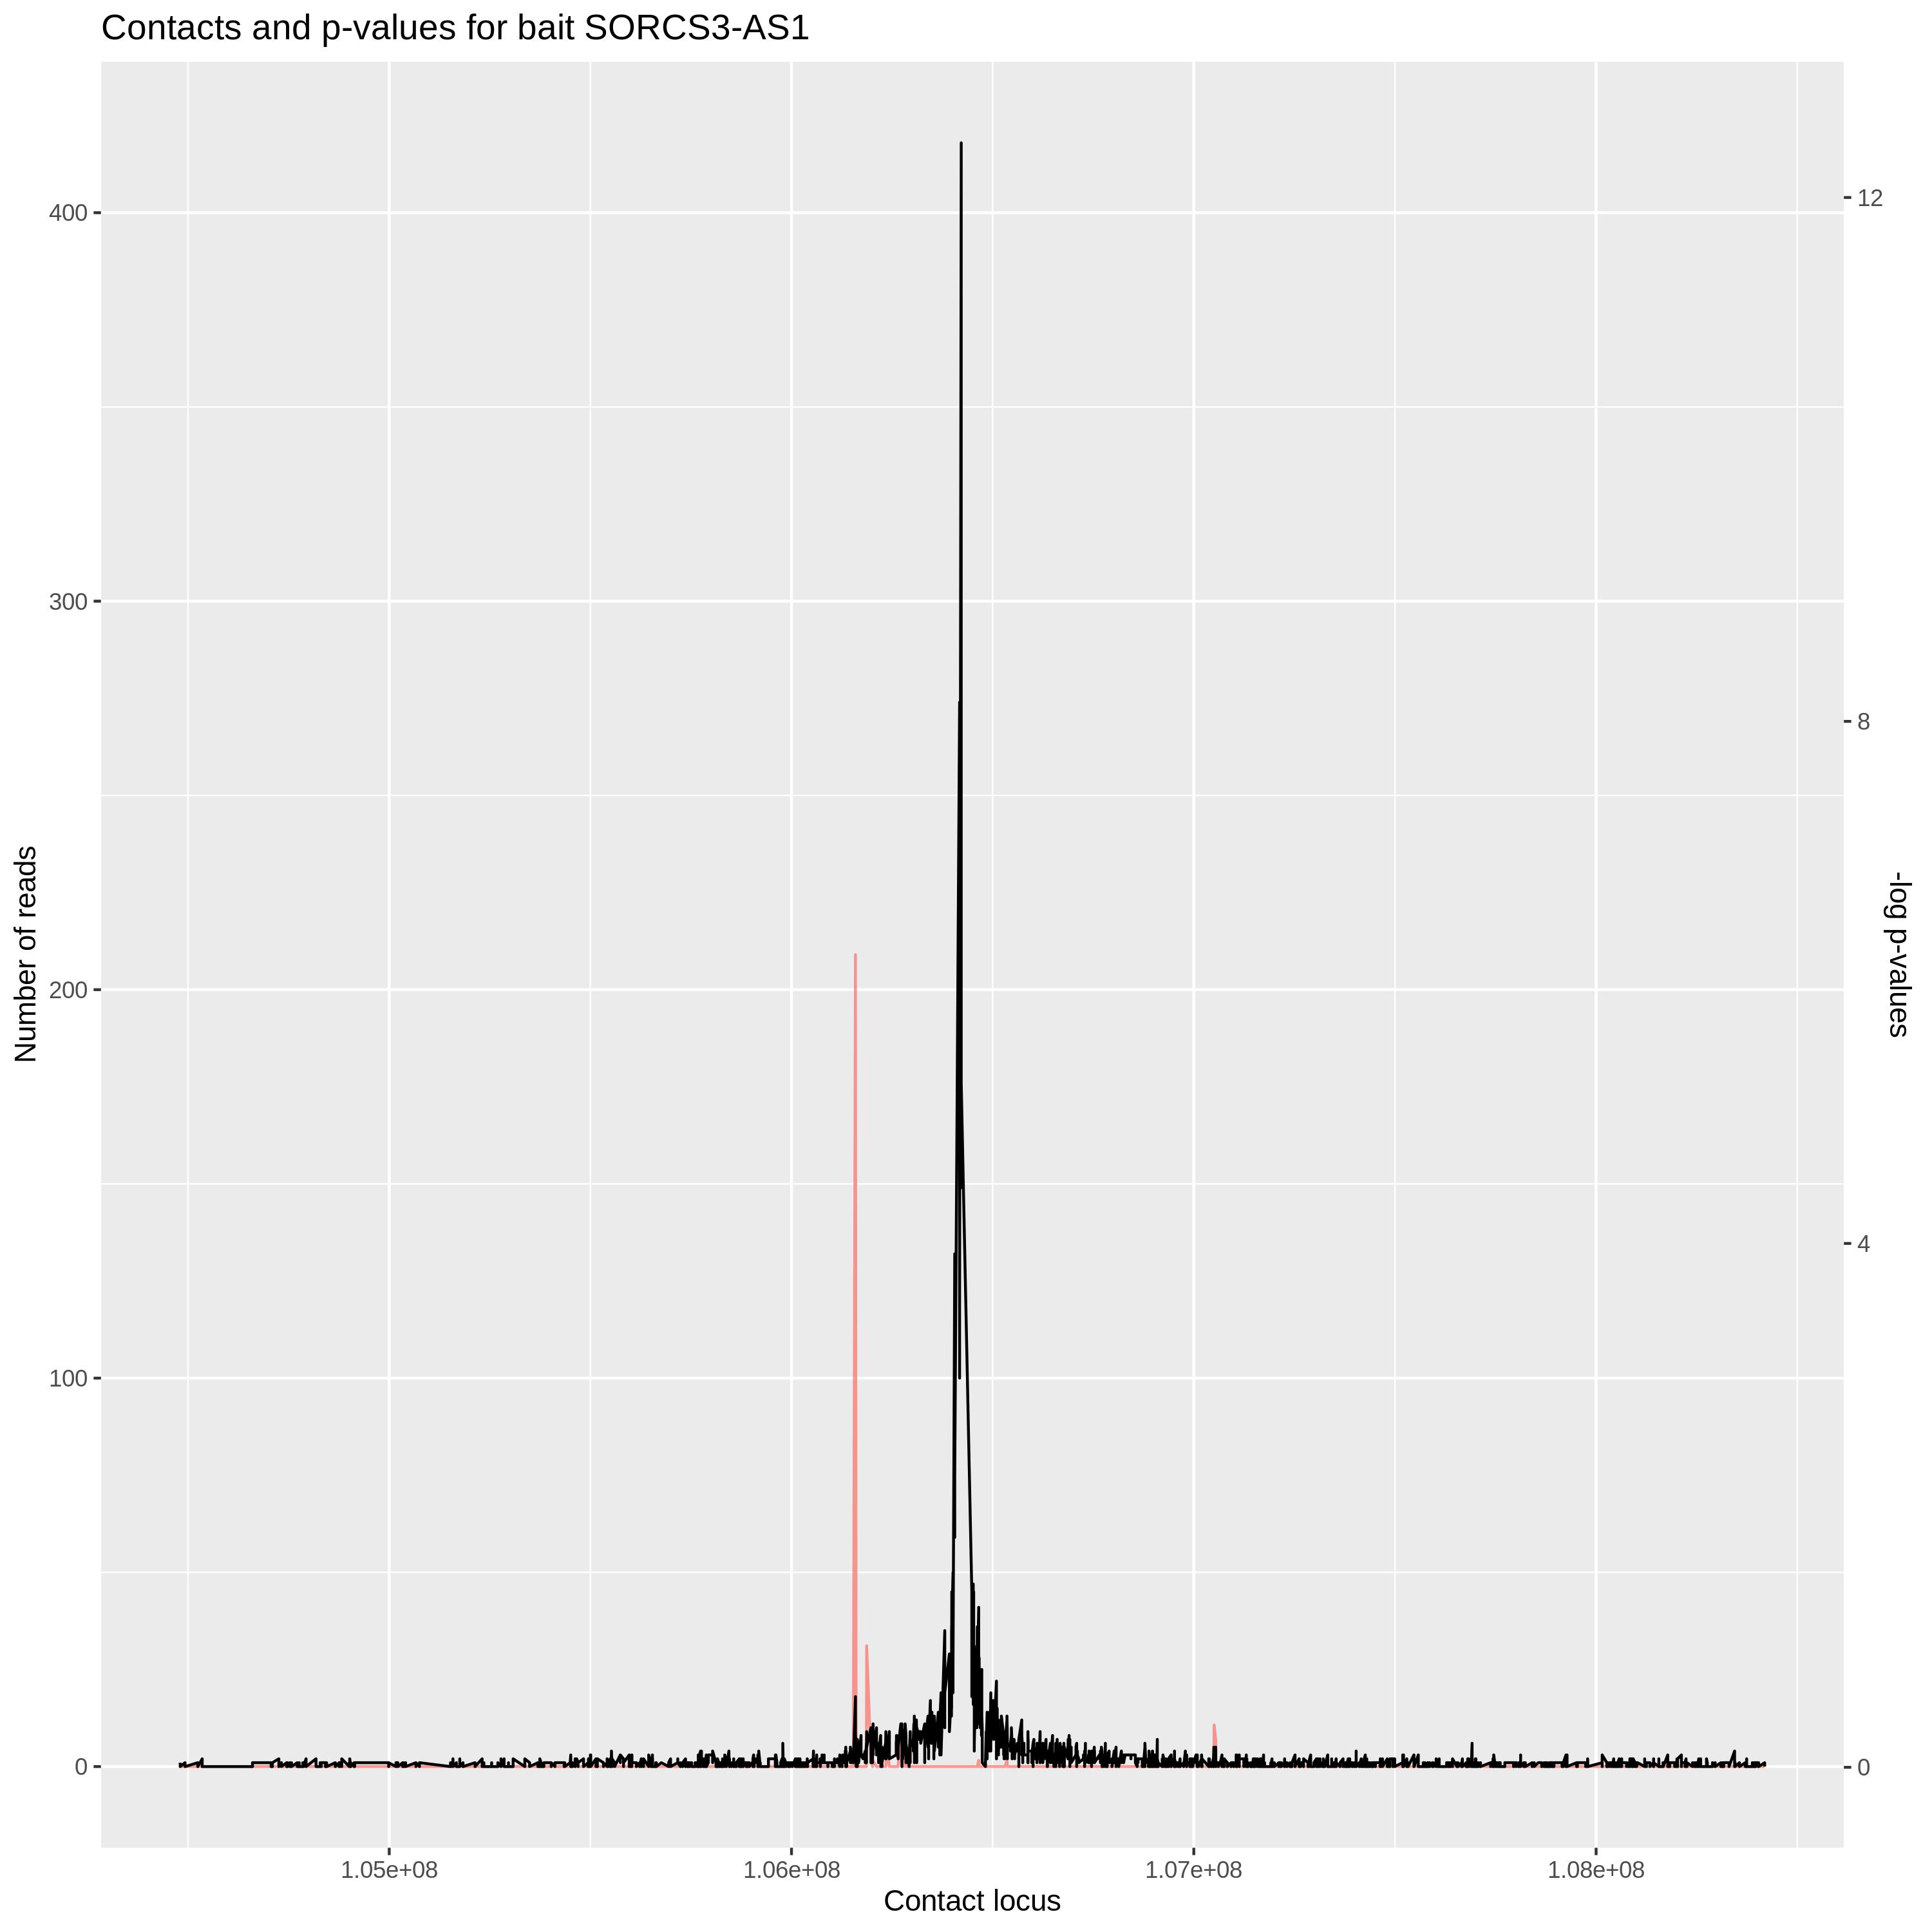 Contacts and p-values for bait SORCS3-AS1
Number of reads
400
300
200
100
0
12
8
4
0
-log p-values
1.05e+08
1.06e+08
1.07e+08
1.08e+08
Contact locus